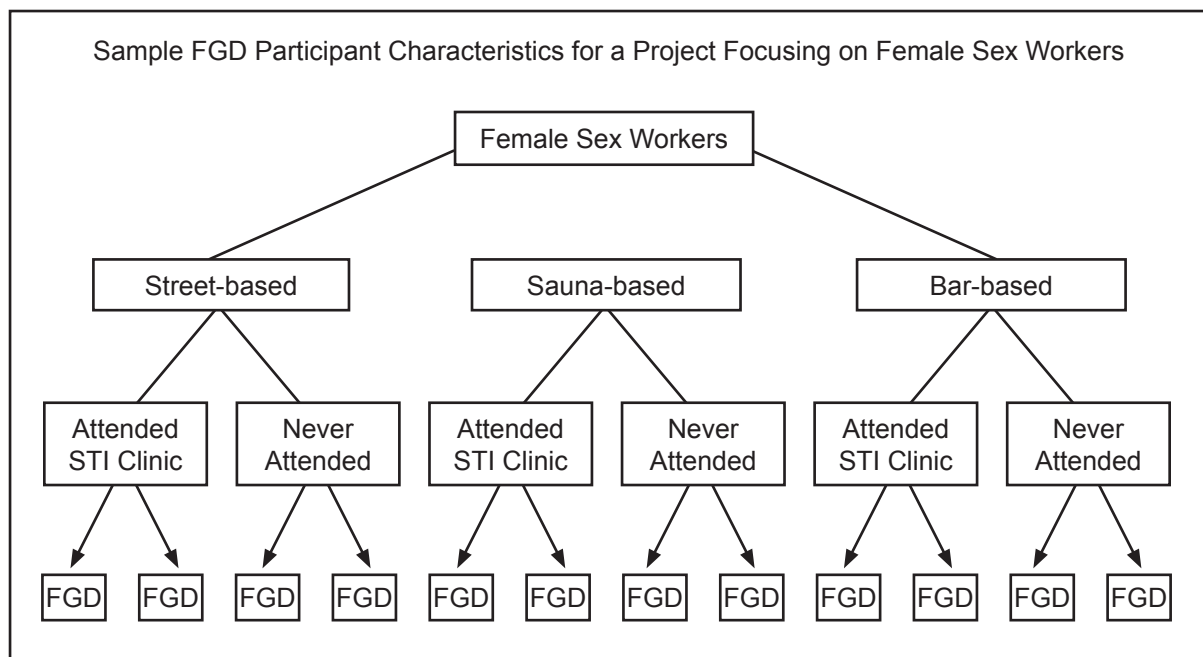 Sample FGD Participant Characteristics for a Project Focusing on Female Sex Workers
Female Sex Workers
Street-based
Sauna-based
Bar-based
Attended
STI Clinic
Never
Attended
Attended
STI Clinic
Never
Attended
Attended
STI Clinic
Never
Attended
FGD
FGD
FGD
FGD
FGD
FGD
FGD
FGD
FGD
FGD
FGD
FGD